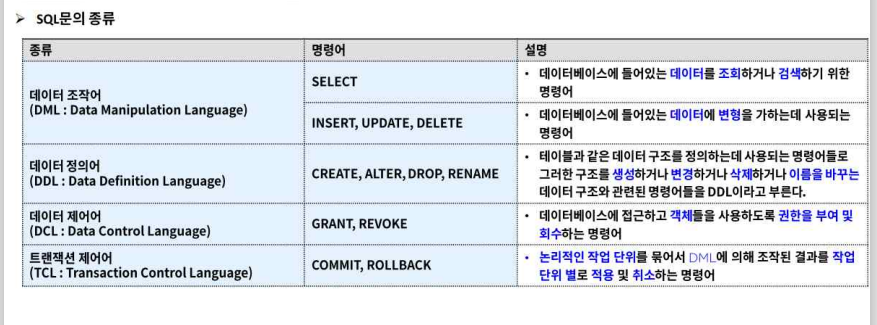 ➢ SQL문의 종류
종류 명령어 설명
데이터 조작어
(DML : Data Manipulation Language)
SELECT
• 데이터베이스에 들어있는 데이터를 조회하거나 검색하기 위한
명령어
INSERT, UPDATE, DELETE
• 데이터베이스에 들어있는 데이터에 변형을 가하는데 사용되는
명령어
데이터 정의어
(DDL : Data Definition Language)
CREATE, ALTER, DROP, RENAME
• 테이블과 같은 데이터 구조를 정의하는데 사용되는 명령어들로
그러한 구조를 생성하거나 변경하거나 삭제하거나 이름을 바꾸는
데이터 구조와 관련된 명령어들을 DDL이라고 부른다.
데이터 제어어
(DCL : Data Control Language)
GRANT, REVOKE
• 데이터베이스에 접근하고 객체들을 사용하도록 권한을 부여 및
회수하는 명령어
트랜잭션 제어어
(TCL : Transaction Control Language)
COMMIT, ROLLBACK
• 논리적인 작업 단위를 묶어서 DML에 의해 조작된 결과를 작업
단위 별로 적용 및 취소하는 명령어